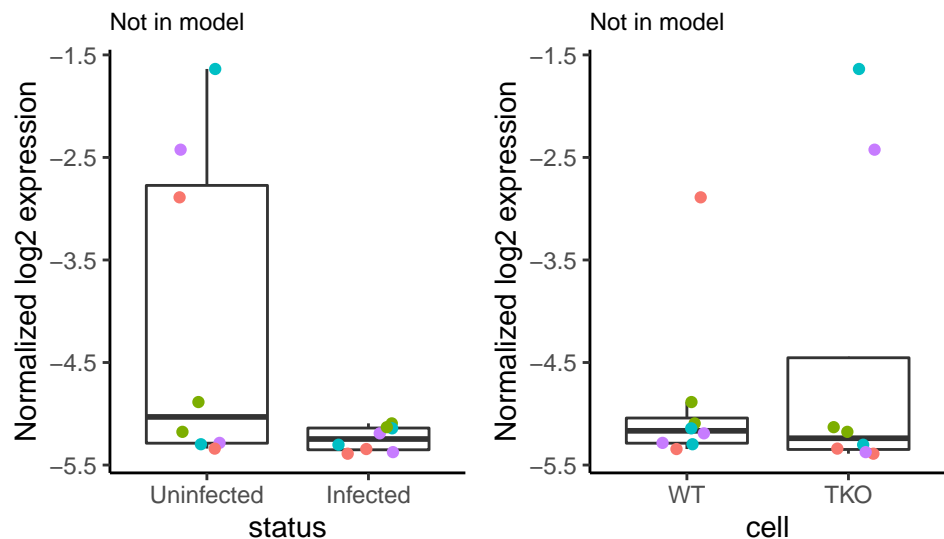 Not in model
Normalized log2 expression
−1.5
−2.5
−3.5
−4.5
−5.5
Uninfected
Infected
status
Not in model
Normalized log2 expression
−1.5
−2.5
−3.5
−4.5
−5.5
WT
TKO
cell